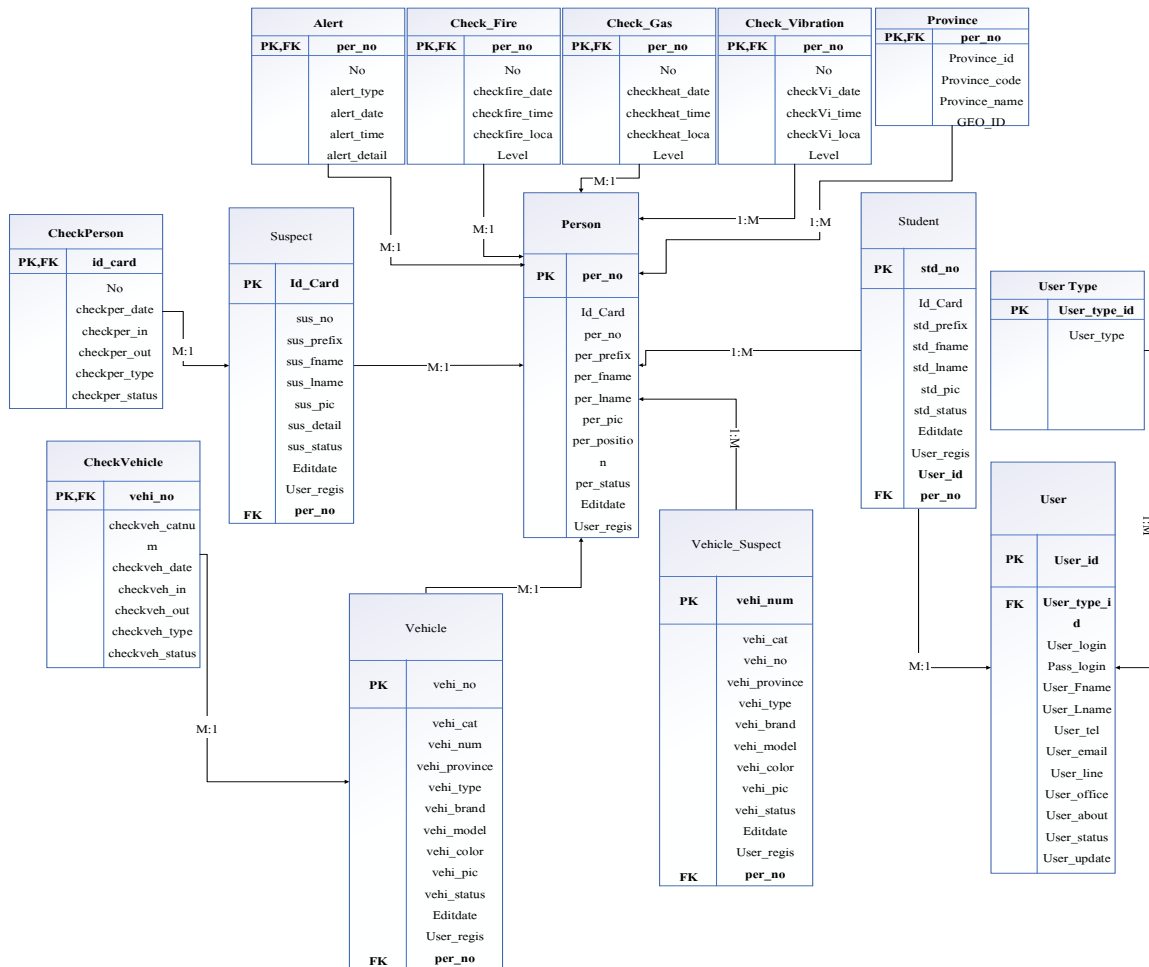 Alert
PK,FK per_no
No
alert_type
alert_date
alert_time
alert_detail
Check_Fire
PK,FK per_no
No
checkfire_date
checkfire_time
checkfire_loca
Level
Check_Gas
PK,FK per_no
No
checkheat_date
checkheat_time
checkheat_loca
Level
Check_Vibration
PK,FK per_no
No
checkVi_date
checkVi_time
checkVi_loca
Level
Province
PK,FK per_no
Province_id
Province_code
Province_name
GEO_ID
M:1
M:1
M:1
1:M
1:M
CheckPerson
PK,FK id_card
No
checkper_date
checkper_in
checkper_out
checkper_type
checkper_status
M:1
Suspect
PK Id_Card
sus_no
sus_prefix
sus_fname
sus_lname
sus_pic
sus_detail
sus_status
Editdate
User_regis
FK per_no
M:1
Person
PK per_no
Id_Card
per_no
per_prefix
per_fname
per_lname
per_pic
per_positio
n
per_status
Editdate
User_regis
1:M
1:M
Student
PK std_no
Id_Card
std_prefix
std_fname
std_lname
std_pic
std_status
Editdate
User_regis
User_id
FK per_no
User Type
PK User_type_id
User_type
1:M
CheckVehicle
PK,FK vehi_no
checkveh_catnu
m
checkveh_date
checkveh_in
checkveh_out
checkveh_type
checkveh_status
M:1
M:1
Vehicle
PK vehi_no
vehi_cat
vehi_num
vehi_province
vehi_type
vehi_brand
vehi_model
vehi_color
vehi_pic
vehi_status
Editdate
User_regis
FK per_no
Vehicle_Suspect
PK vehi_num
vehi_cat
vehi_no
vehi_province
vehi_type
vehi_brand
vehi_model
vehi_color
vehi_pic
vehi_status
Editdate
User_regis
FK per_no
M:1
User
PK User_id
FK User_type_i
d
User_login
Pass_login
User_Fname
User_Lname
User_tel
User_email
User_line
User_office
User_about
User_status
User_update